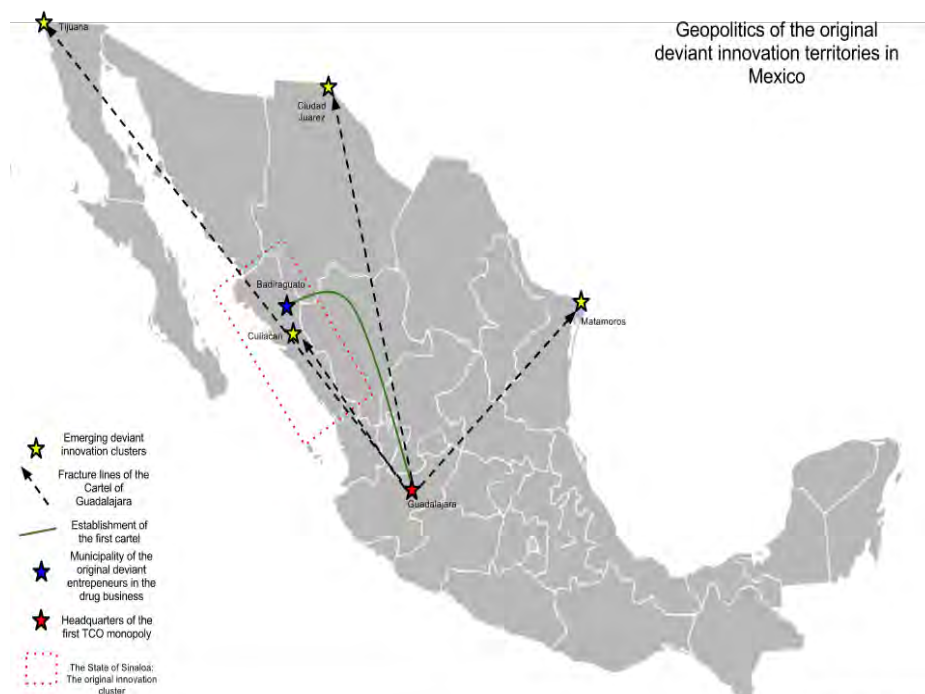 Geopolitics of the original
deviant innovation territories in
Mexico
Tijuana
Ciudad
Juarez
Badiraguato
Culiacan
Matamoros
Guadalajara
Emerging deviant
innovation clusters
Fracture lines of the
Cartel of
Guadalajara
Establishment of
the first cartel
Municipality of the
original deviant
entrepeneurs in the
drug business
Headquarters of the
first TCO monopoly
The State of Sinaloa:
The original innovation
cluster